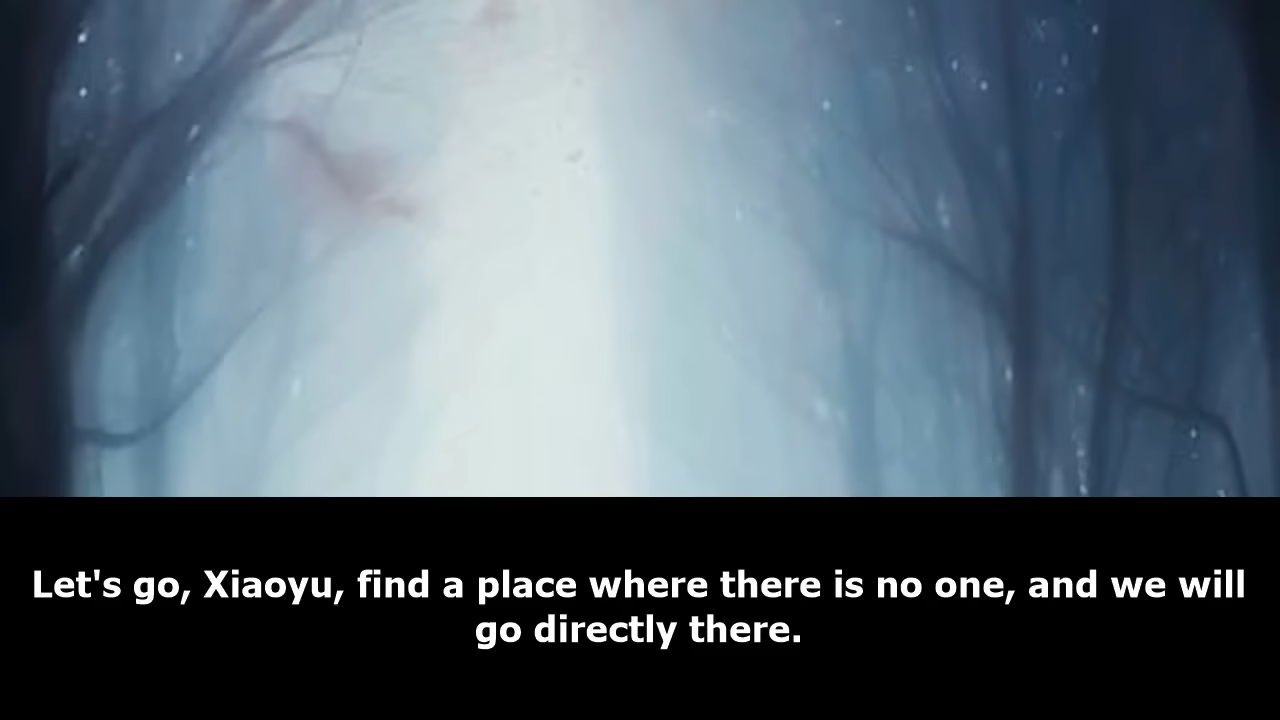 Let's go, Xiaoyu, find a place where there is no one, and we will
go directly there.